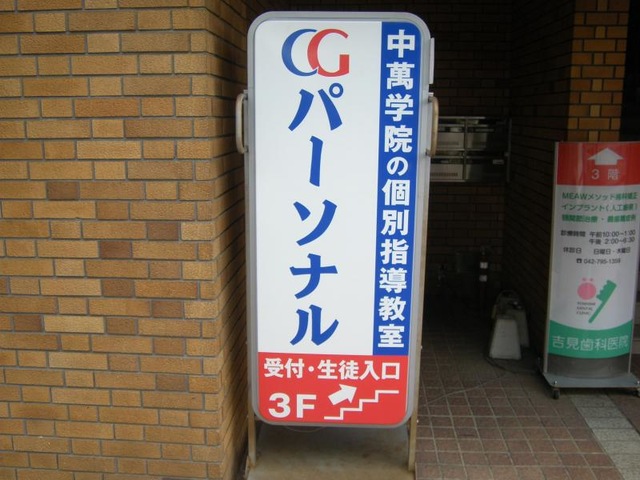 CG
パーソナル
中萬学院の個別指導教室
受付・生徒入口
3F
3階
MEAWメソッド歯科矯正
インプラント(人工歯根)
診療時間 午前10:00~1:00
午後 2:00~6:30
休診日 日曜日・木曜日
☎042-795-1358
吉見歯科医院